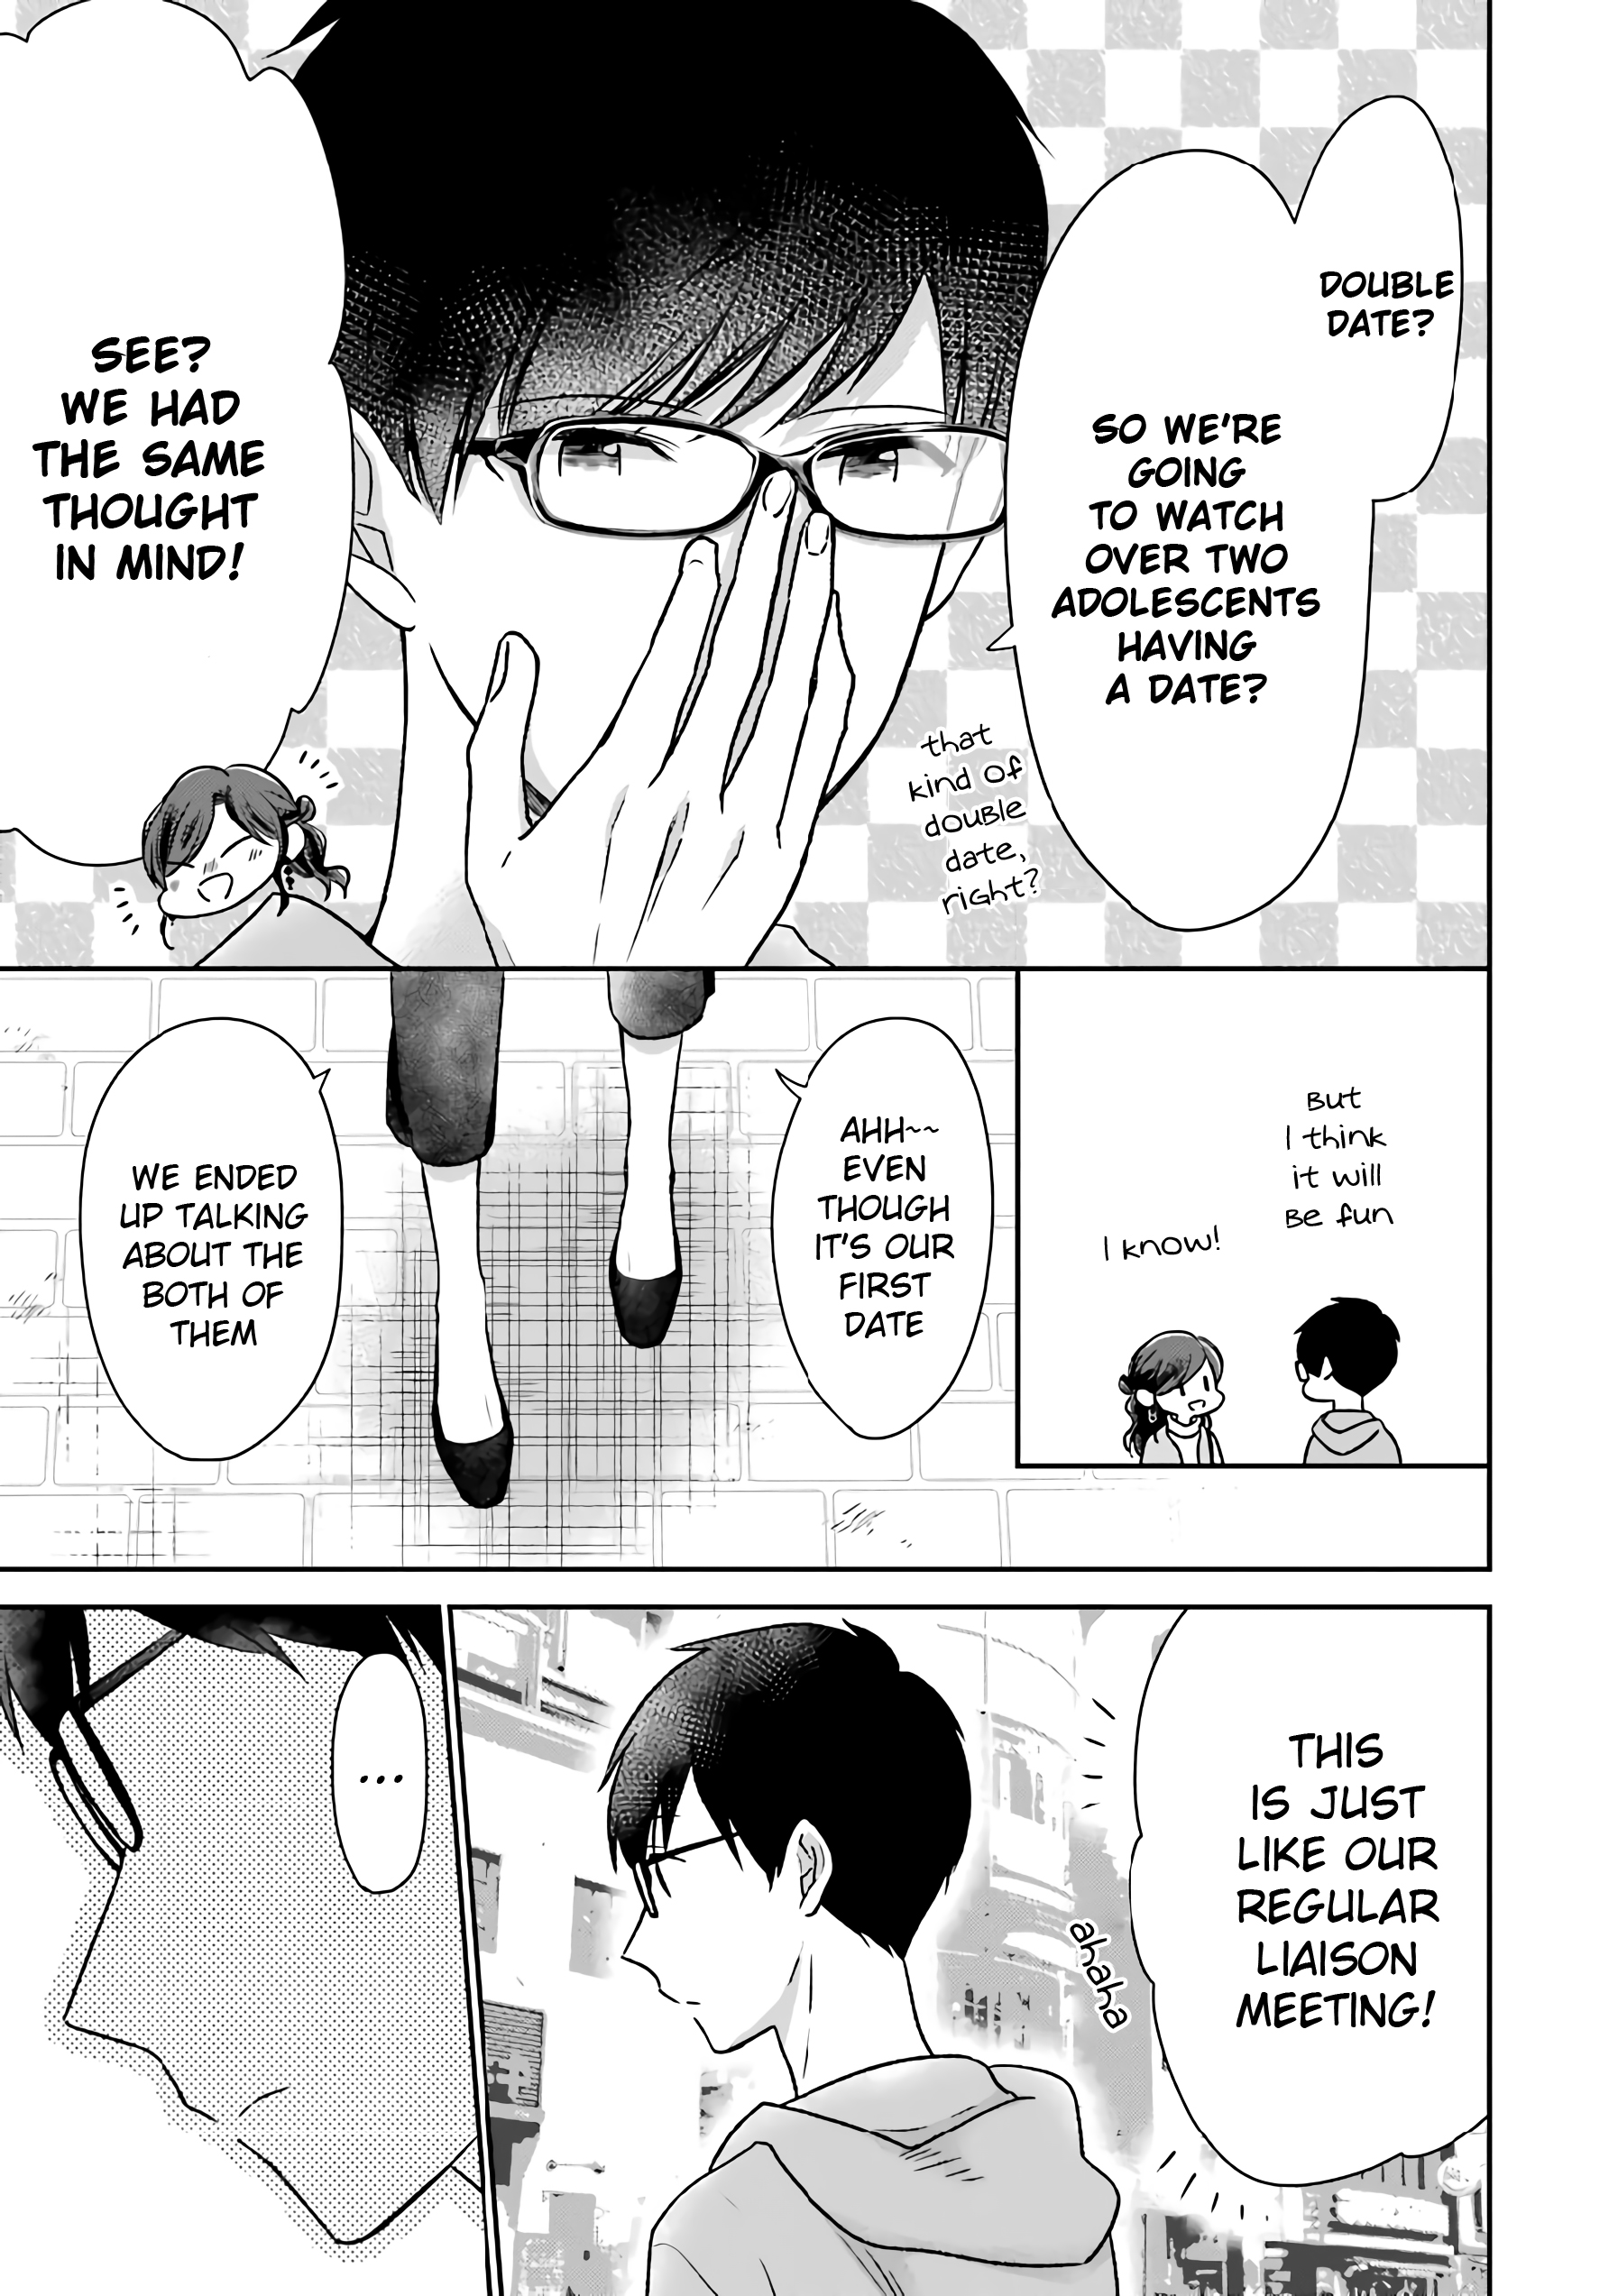 DOUBLE
DATE?
SO WE'RE
GOING
TO WATCH
OVER TWO
ADOLESCENTS
HAVING
A DATE?
that
kind of
double
date,
right?
SEE?
WE HAD
THE SAME
THOUGHT
IN MIND!
But
I think
it will
be fun
I know!
AHH~~
EVEN
THOUGH
IT'S OUR
FIRST
DATE
WE ENDED
UP TALKING
ABOUT THE
BOTH OF
THEM
THIS
IS JUST
LIKE OUR
REGULAR
LIAISON
MEETING!
ahaha
...